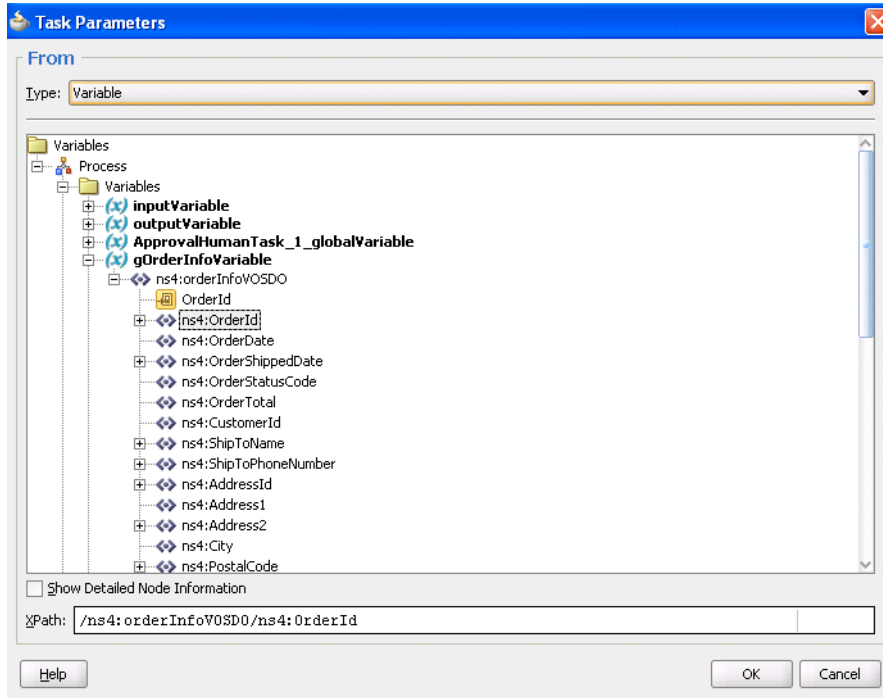 Task Parameters
From
Type: Variable
Variables
Process
Variables
(x) inputVariable
(x) outputVariable
(x) ApprovalHumanTask_1_globalVariable
(x) gOrderInfoVariable
ns4:orderInfoVOSDO
OrderId
ns4:OrderId
ns4:OrderDate
ns4:OrderShippedDate
ns4:OrderStatusCode
ns4:OrderTotal
ns4:CustomerId
ns4:ShipToName
ns4:ShipToPhoneNumber
ns4:AddressId
ns4:Address1
ns4:Address2
ns4:City
ns4:PostalCode
Show Detailed Node Information
XPath: /ns4:orderInfoVOSDO/ns4:OrderId
Help OK Cancel